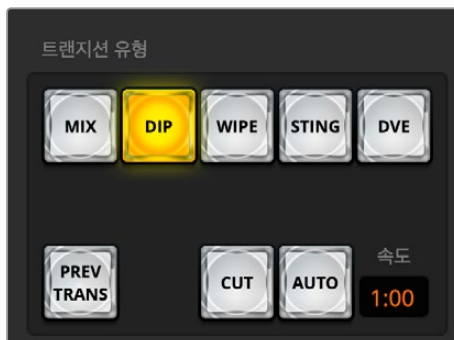 트랜지션 유형
MIX
DIP
WIPE
STING
DVE
PREV
TRANS
CUT
AUTO
속도
1:00